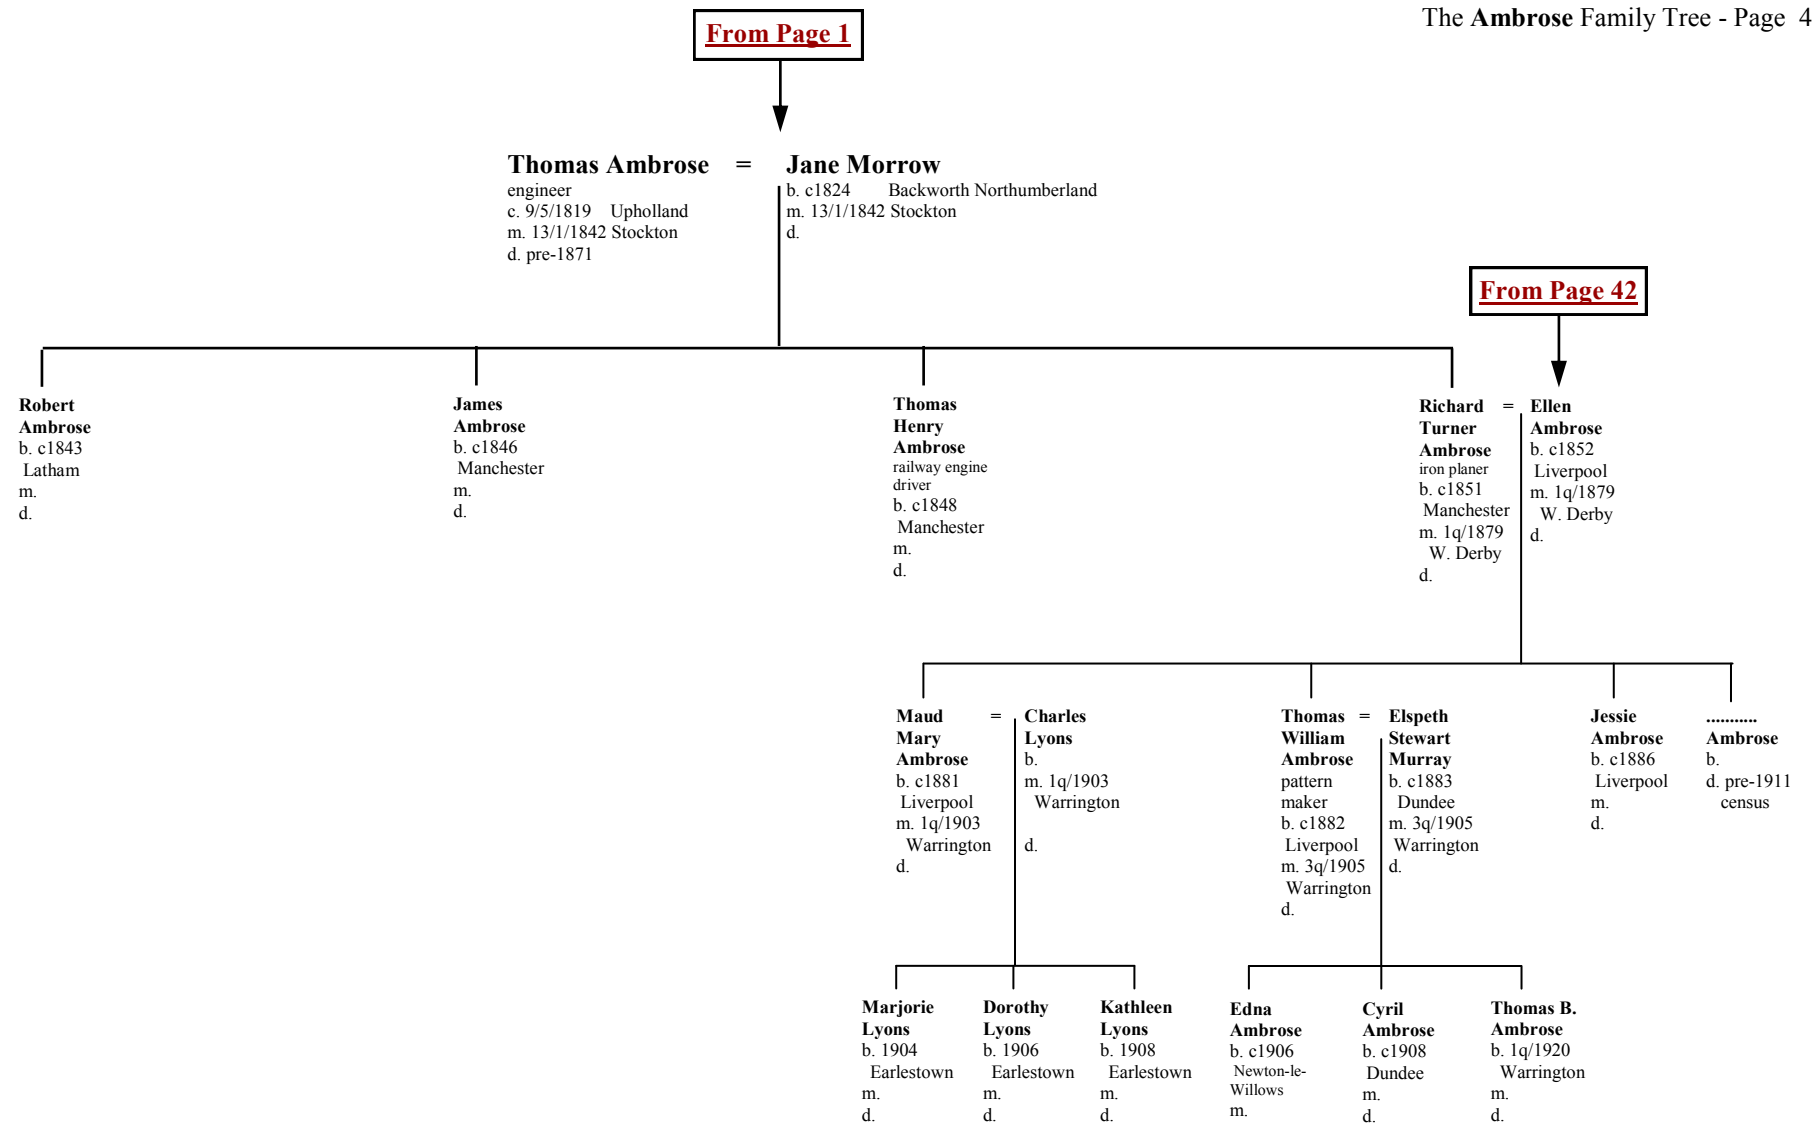 The Ambrose Family Tree - Page 4
From Page 1
Thomas Ambrose =
engineer
c. 9/5/1819 Upholland
m. 13/1/1842 Stockton
d. pre-1871
Jane Morrow
b. c1824 Backworth Northumberland
m. 13/1/1842 Stockton
d.
From Page 42
Robert
Ambrose
b. c1843
Latham
m.
d.
James
Ambrose
b. c1846
Manchester
m.
d.
Thomas
Henry
Ambrose
railway engine
driver
b. c1848
Manchester
m.
d.
Richard =
Turner
Ambrose
iron planer
b. c1851
Manchester
m. 1q/1879
W. Derby
d.
Ellen
Ambrose
b. c1852
Liverpool
m. 1q/1879
W. Derby
d.
Maud =
Mary
Ambrose
b. c1881
Liverpool
m. 1q/1903
Warrington
d.
Charles
Lyons
b.
m. 1q/1903
Warrington
d.
Thomas =
William
Ambrose
pattern
maker
b. c1882
Liverpool
m. 3q/1905
Warrington
d.
Elspeth
Stewart
Murray
b. c1883
Dundee
m. 3q/1905
Warrington
d.
Jessie
Ambrose
b. c1886
Liverpool
m.
d.
...........
Ambrose
b.
d. pre-1911
census
Marjorie
Lyons
b. 1904
Earlestown
m.
d.
Dorothy
Lyons
b. 1906
Earlestown
m.
d.
Kathleen
Lyons
b. 1908
Earlestown
m.
d.
Edna
Ambrose
b. c1906
Newton-le-
Willows
m.
Cyril
Ambrose
b. c1908
Dundee
m.
d.
Thomas B.
Ambrose
b. 1q/1920
Warrington
m.
d.